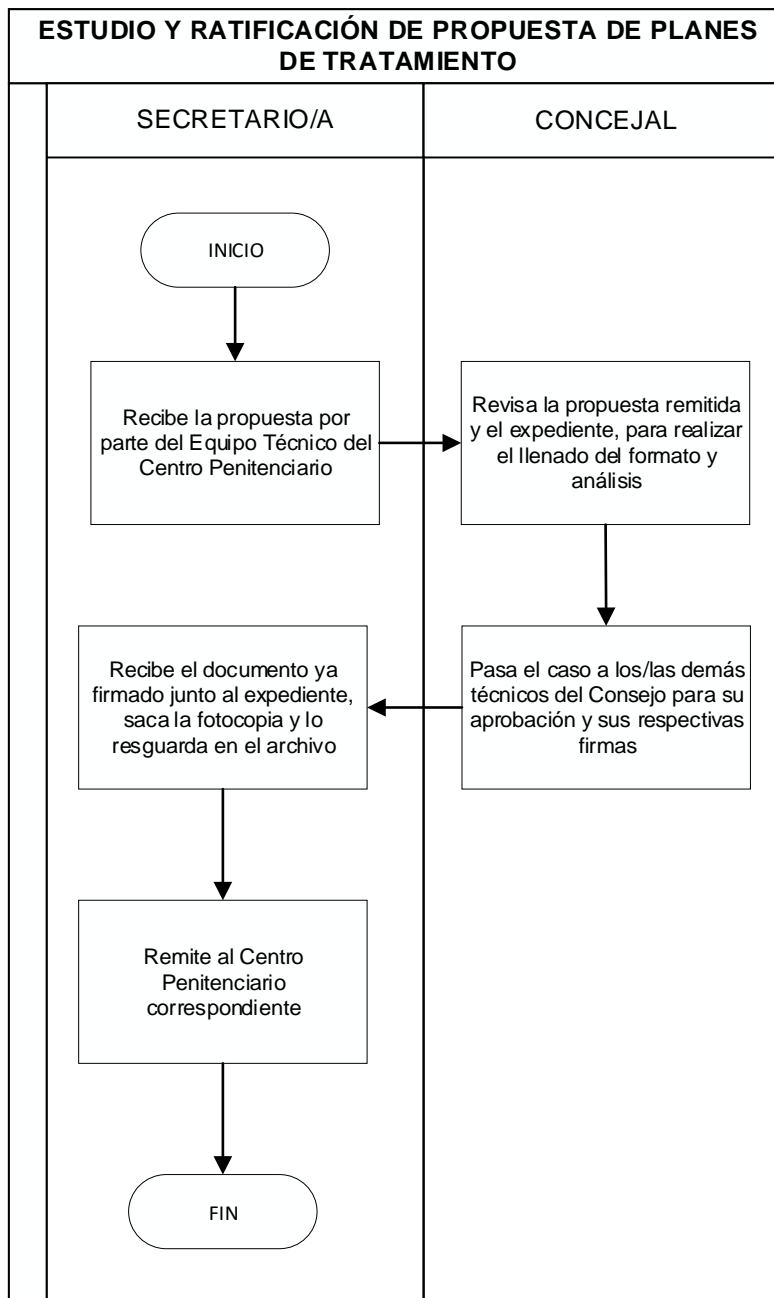 ESTUDIO Y RATIFICACIÓN DE PROPUESTA DE PLANES
DE TRATAMIENTO
SECRETARIO/A
CONCEJAL
INICIO
Recibe la propuesta por
parte del Equipo Técnico del
Centro Penitenciario
Revisa la propuesta remitida
y el expediente, para realizar
el llenado del formato y
análisis
Pasa el caso a los/las demás
técnicos del Consejo para su
aprobación y sus respectivas
firmas
Recibe el documento ya
firmado junto al expediente,
saca la fotocopia y lo
resguarda en el archivo
Remite al Centro
Penitenciario
correspondiente
FIN